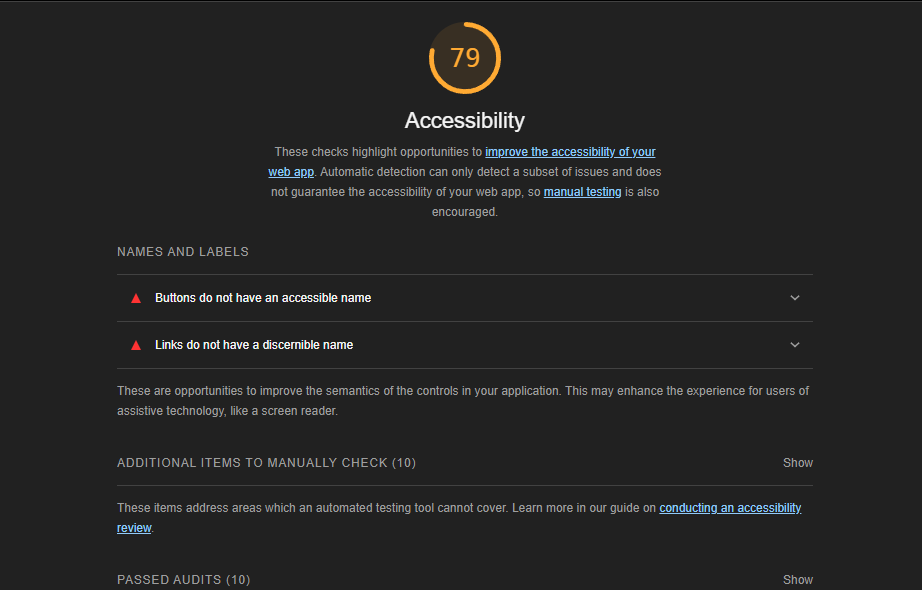 79
Accessibility
These checks highlight opportunities to improve the accessibility of your
web app. Automatic detection can only detect a subset of issues and does
not guarantee the accessibility of your web app, so manual testing is also
encouraged.
NAMES AND LABELS
Buttons do not have an accessible name
Links do not have a discernible name
These are opportunities to improve the semantics of the controls in your application. This may enhance the experience for users of
assistive technology, like a screen reader.
ADDITIONAL ITEMS TO MANUALLY CHECK (10) Show
These items address areas which an automated testing tool cannot cover. Learn more in our guide on conducting an accessibility
review.
PASSED AUDITS (10) Show